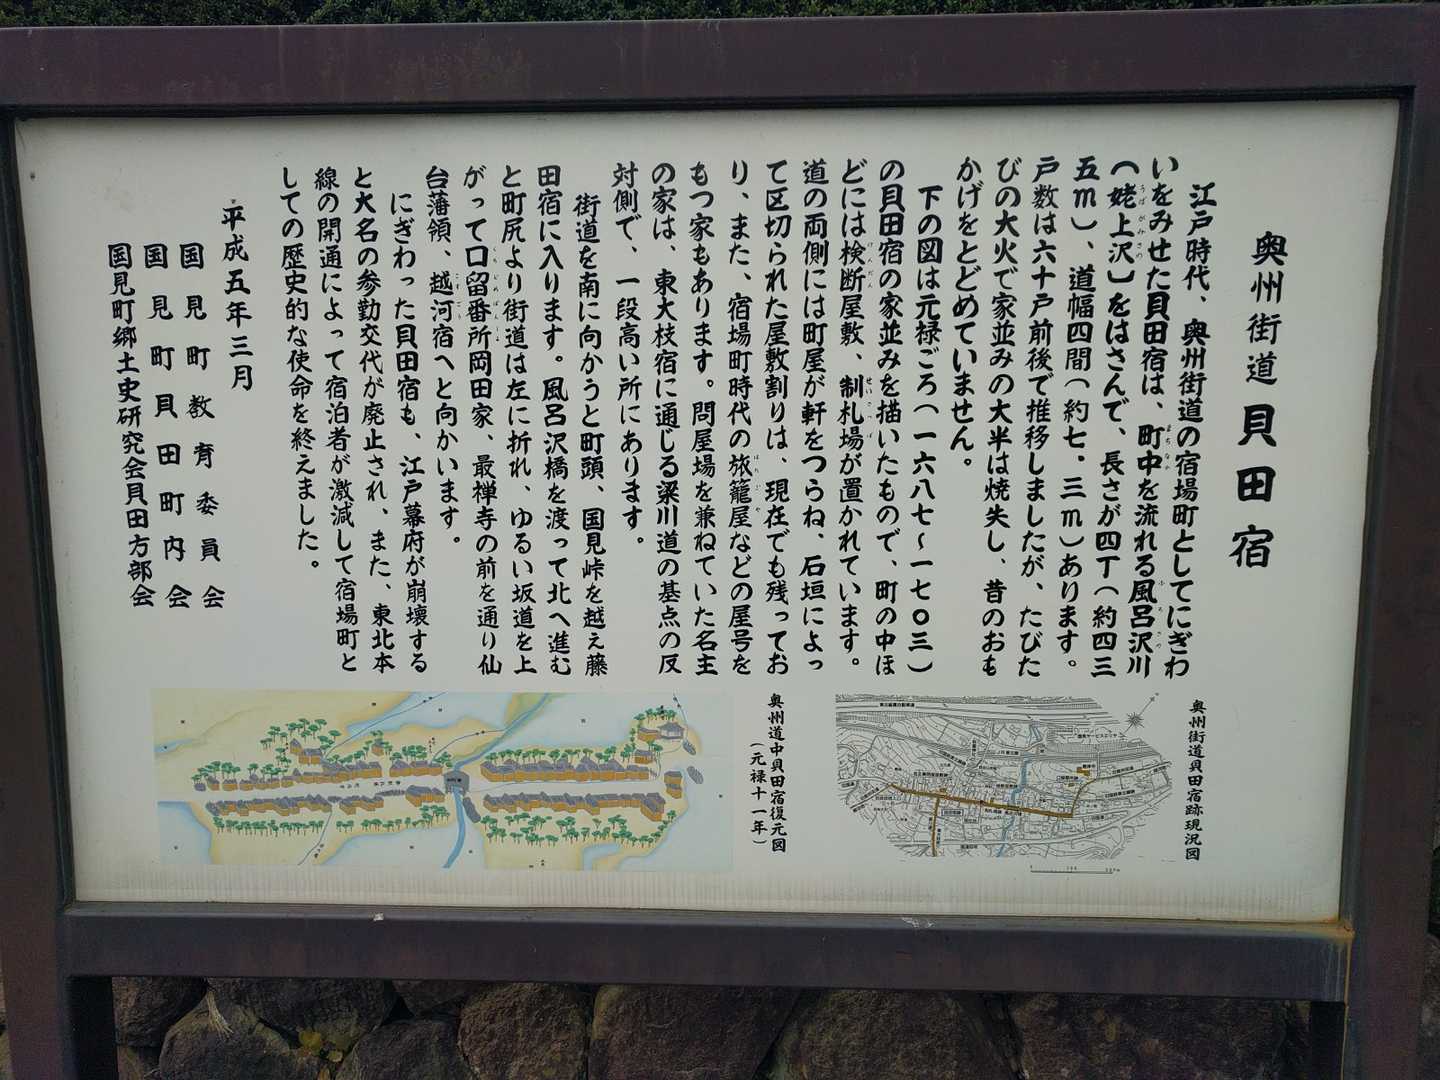 奥州街道 貝田宿
江戸時代、奥州街道の宿場町としてにぎわ
いをみせた貝田宿は、町中を流れる風呂沢川
(姥上沢)をはさんで、長さが四丁(約四三
五m)、道幅四間(約七.三m)あります。
戸数は六十戸前後で推移しましたが、たびた
びの大火で家並みの大半は焼失し、昔のおも
かげをとどめていません。
下の図は元禄ごろ(一六八七〜一七〇三)
の貝田宿の家並みを描いたもので、町の中ほ
どには検断屋敷、制札場が置かれています。
道の両側には町屋が軒をつらね、石垣によっ
て区切られた屋敷割りは、現在でも残ってお
り、また、宿場町時代の旅籠屋などの屋号を
もつ家もあります。問屋場を兼ねていた名主
の家は、東大枝宿に通じる梁川道の基点の反
対側で、一段高い所にあります。
街道を南に向かうと町頭、国見峠を越え藤
田宿に入ります。風呂沢橋を渡って北へ進む
と町尻より街道は左に折れ、ゆるい坂道を上
がって口留番所岡田家、最禅寺の前を通り仙
台藩領、越河宿へと向かいます。
にぎわった貝田宿も、江戸幕府が崩壊する
と大名の参勤交代が廃止され、また、東北本
線の開通によって宿泊者が激減して宿場町と
しての歴史的な使命を終えました。
平成五年三月
国見町教育委員会
国見町貝田町内会
国見町郷土史研究会貝田方部会
奥州街道貝田宿跡現況図
奥州道中貝田宿復元図
(元禄十一年)